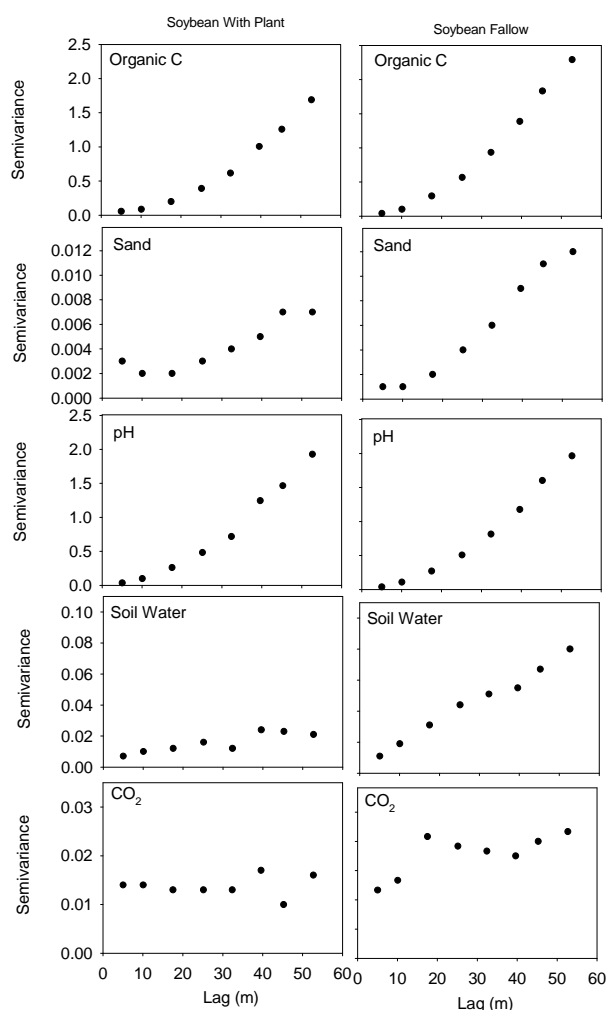 Soybean With Plant
Soybean Fallow
Organic C
Organic C
Semivariance
2.5
2.0
1.5
1.0
0.5
0.0
Sand
Sand
Semivariance
0.012
0.010
0.008
0.006
0.004
0.002
0.000
pH
pH
Semivariance
2.5
2.0
1.5
1.0
0.5
0.0
Soil Water
Soil Water
Semivariance
0.10
0.08
0.06
0.04
0.02
0.00
CO₂
CO₂
Semivariance
0.03
0.02
0.01
0.00
0 10 20 30 40 50 60
0 10 20 30 40 50 60
Lag (m)
Lag (m)